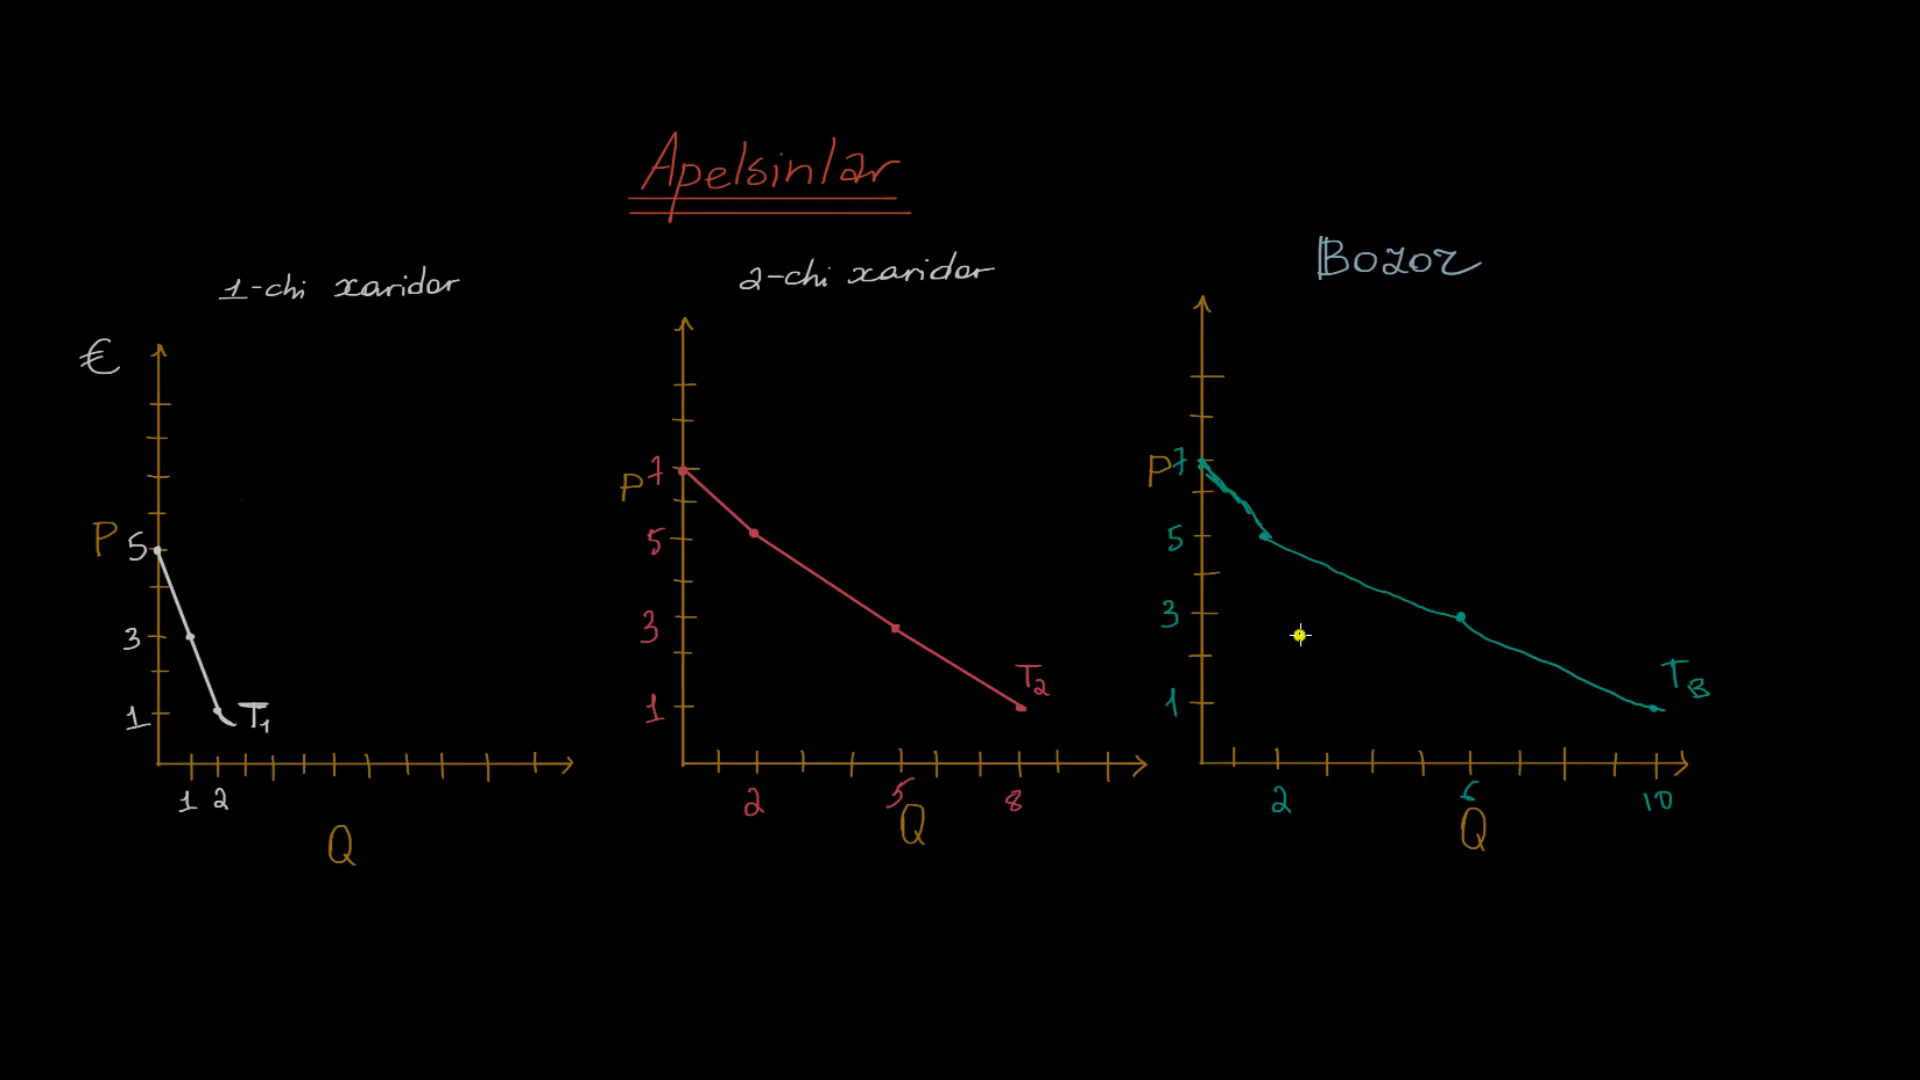 Apelsinlar
1-chi xaridor
€
P
5
3
1
T1
1 2
Q
2-chi xaridor
P
7
5
3
1
T2
2 5 8
Q
Bozor
P
7
5
3
1
TB
2 6 10
Q